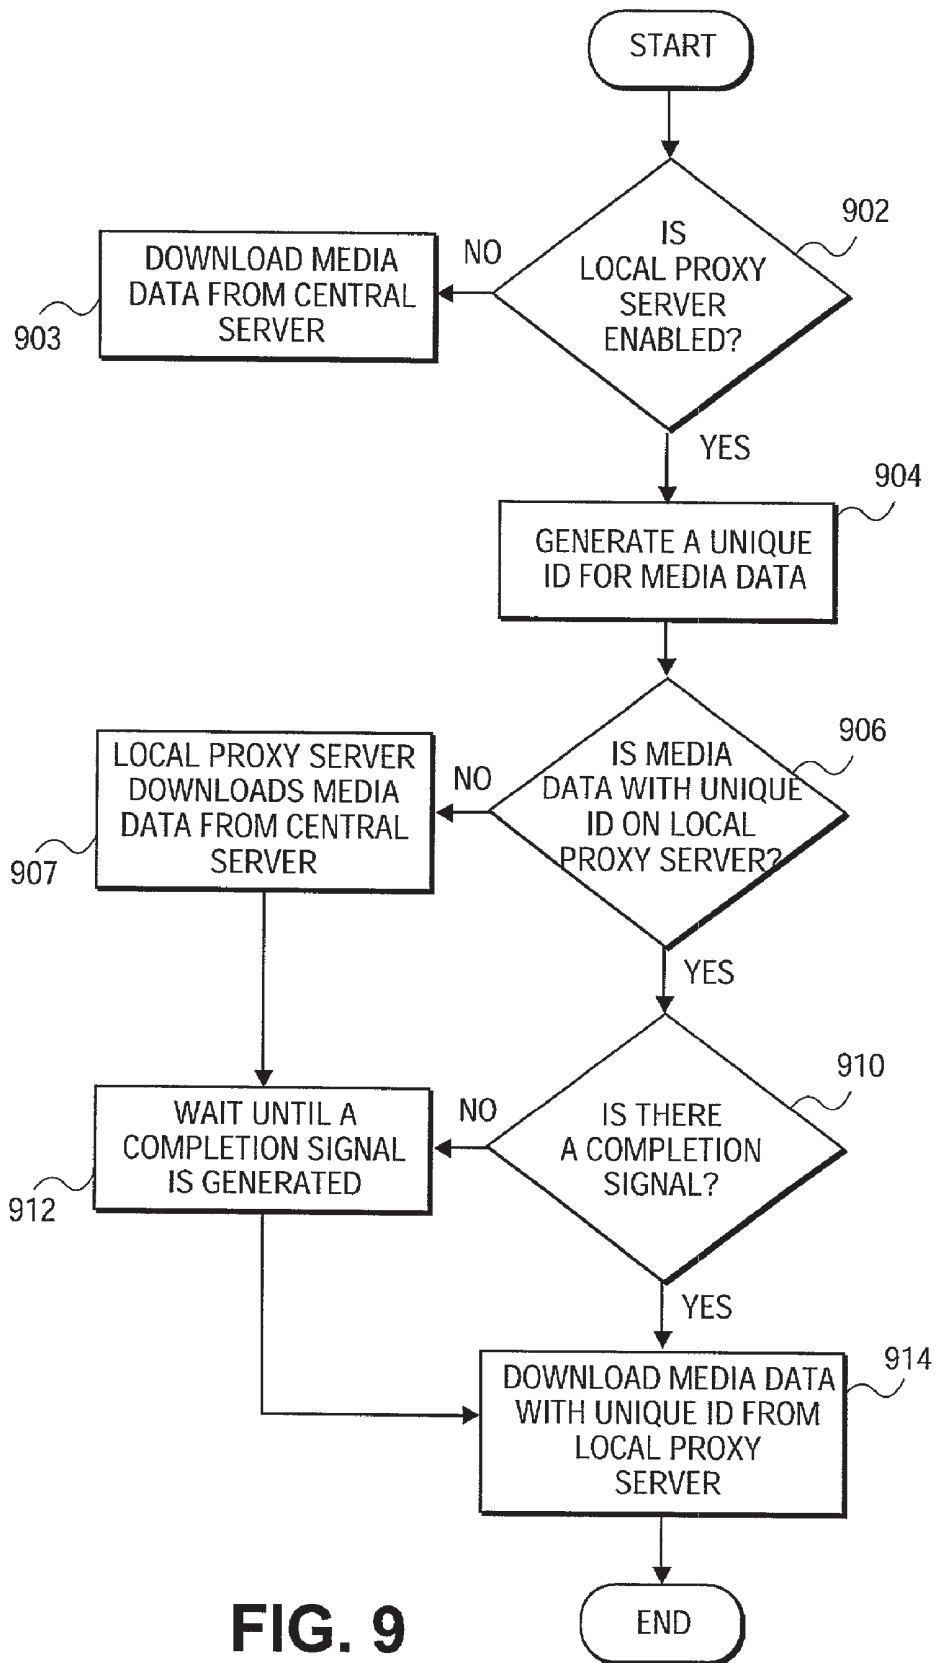 START
902
IS
LOCAL PROXY
SERVER
ENABLED?
NO
DOWNLOAD MEDIA
DATA FROM CENTRAL
SERVER
903
YES
904
GENERATE A UNIQUE
ID FOR MEDIA DATA
906
IS MEDIA
DATA WITH UNIQUE
ID ON LOCAL
PROXY SERVER?
NO
LOCAL PROXY SERVER
DOWNLOADS MEDIA
DATA FROM CENTRAL
SERVER
907
YES
910
IS THERE
A COMPLETION
SIGNAL?
NO
WAIT UNTIL A
COMPLETION SIGNAL
IS GENERATED
912
YES
914
DOWNLOAD MEDIA DATA
WITH UNIQUE ID FROM
LOCAL PROXY
SERVER
END
FIG. 9